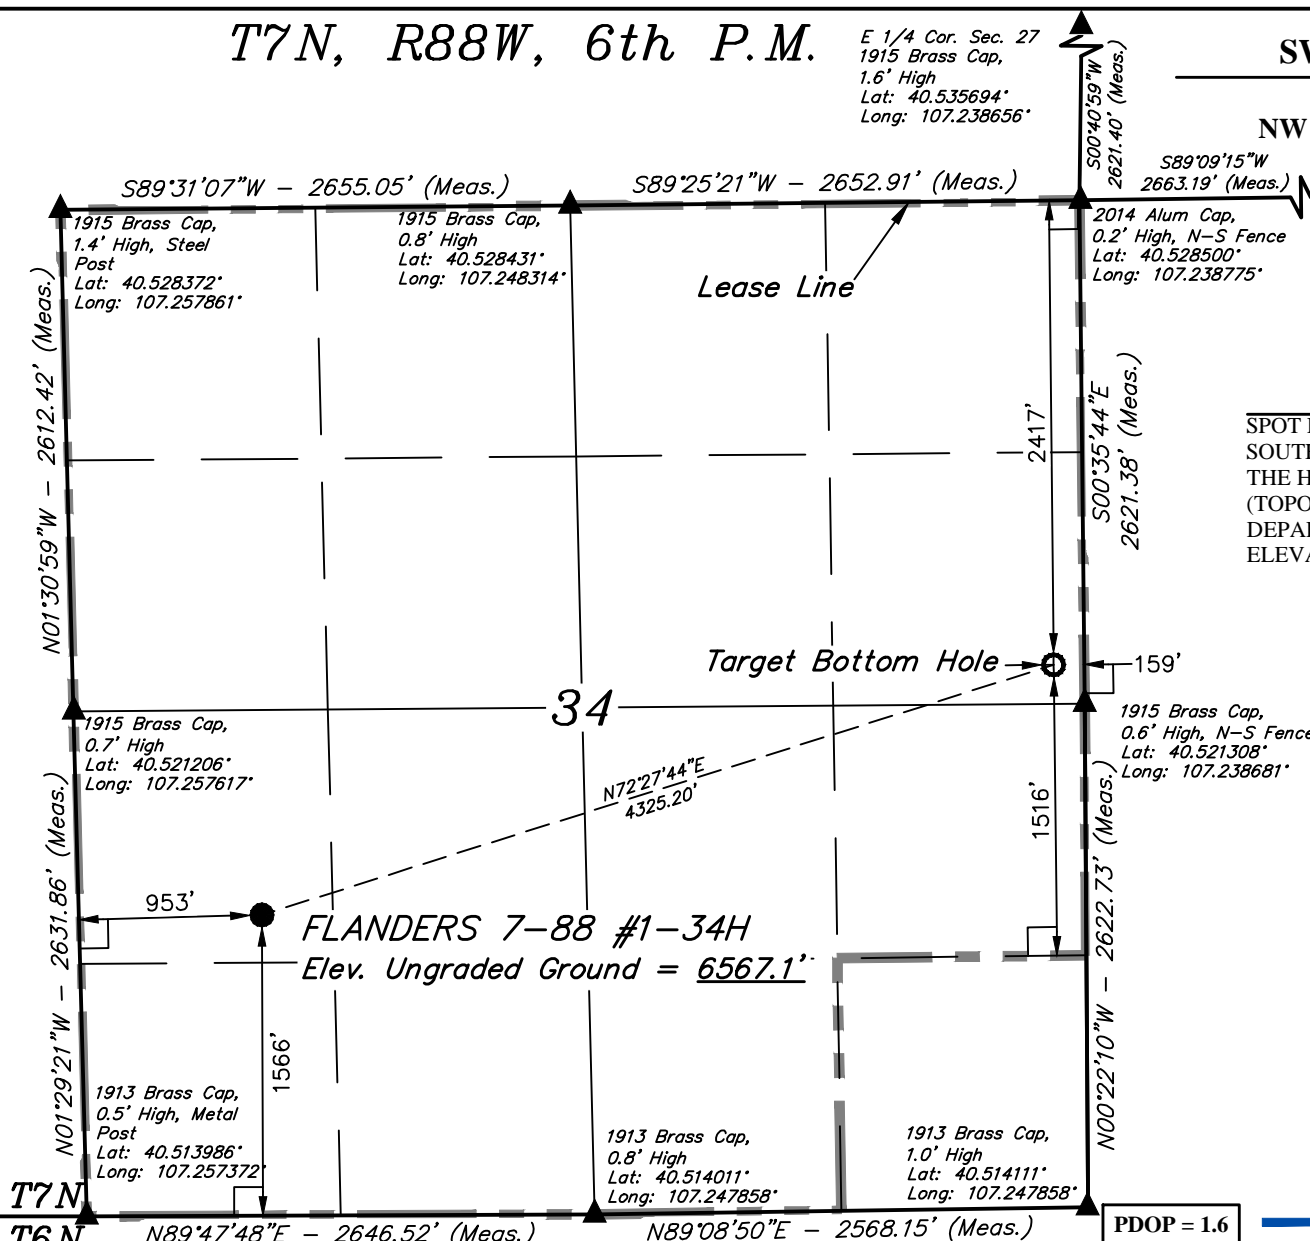 T7N, R88W, 6th P.M.
E 1/4 Cor. Sec. 27
1915 Brass Cap,
1.6' High
Lat: 40.535694°
Long: 107.238656°
S00°40'59"W
2621.40' (Meas.)
NW
S89°09'15"W
2663.19' (Meas.)
S89°31'07"W – 2655.05' (Meas.)
S89°25'21"W – 2652.91' (Meas.)
1915 Brass Cap,
1.4' High, Steel
Post
Lat: 40.528372°
Long: 107.257861°
1915 Brass Cap,
0.8' High
Lat: 40.528431°
Long: 107.248314°
Lease Line
2014 Alum Cap,
0.2' High, N–S Fence
Lat: 40.528500°
Long: 107.238775°
N01°30'59"W – 2612.42' (Meas.)
2417'
S00°35'44"E
2621.38' (Meas.)
SPOT
THE
Target Bottom Hole
159'
34
1915 Brass Cap,
0.7' High
Lat: 40.521206°
Long: 107.257617°
1915 Brass Cap,
0.6' High, N–S Fence
Lat: 40.521308°
Long: 107.238681°
N72°27'44"E
4325.20'
N01°29'21"W – 2631.86' (Meas.)
1516'
N00°22'10"W – 2622.73' (Meas.)
953'
FLANDERS 7–88 #1–34H
Elev. Ungraded Ground = 6567.1'
1566'
1913 Brass Cap,
0.5' High, Metal
Post
Lat: 40.513986°
Long: 107.257372°
1913 Brass Cap,
0.8' High
Lat: 40.514011°
Long: 107.247858°
1913 Brass Cap,
1.0' High
Lat: 40.514111°
Long: 107.247858°
T7N
T6N
N89°47'48"E – 2646.52' (Meas.)
N89°08'50"E – 2568.15' (Meas.)
PDOP = 1.6